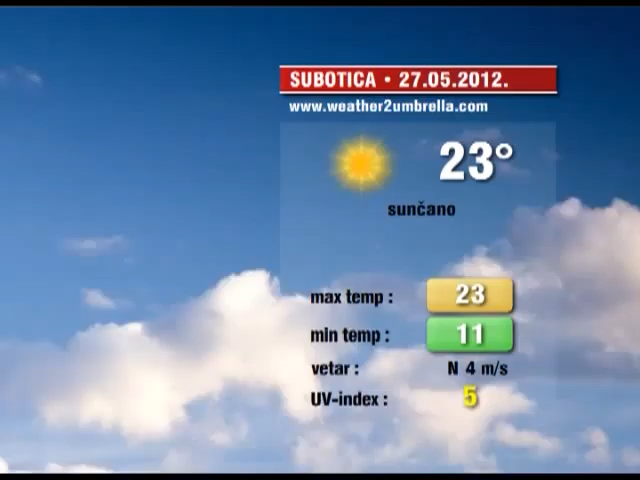 SUBOTICA • 27.05.2012.
www.weather2umbrella.com
23°
sunčano
max temp : 23
min temp : 11
vetar : N 4 m/s
UV-index : 5